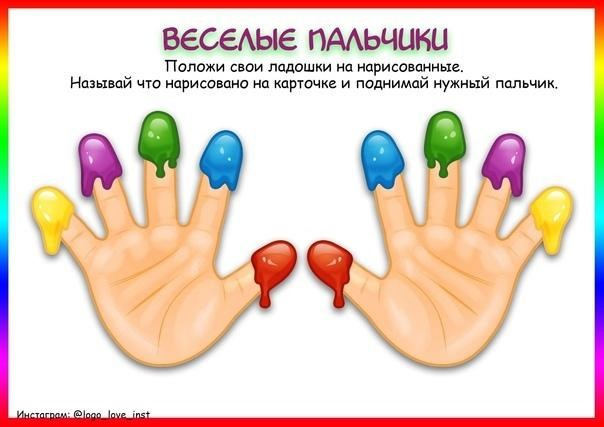 ВЕСЕЛЫЕ ПАЛЬЧИКИ
Положи свои ладошки на нарисованные.
Называй что нарисовано на карточке и поднимай нужный пальчик.
Инстаграм: @logo_love_inst